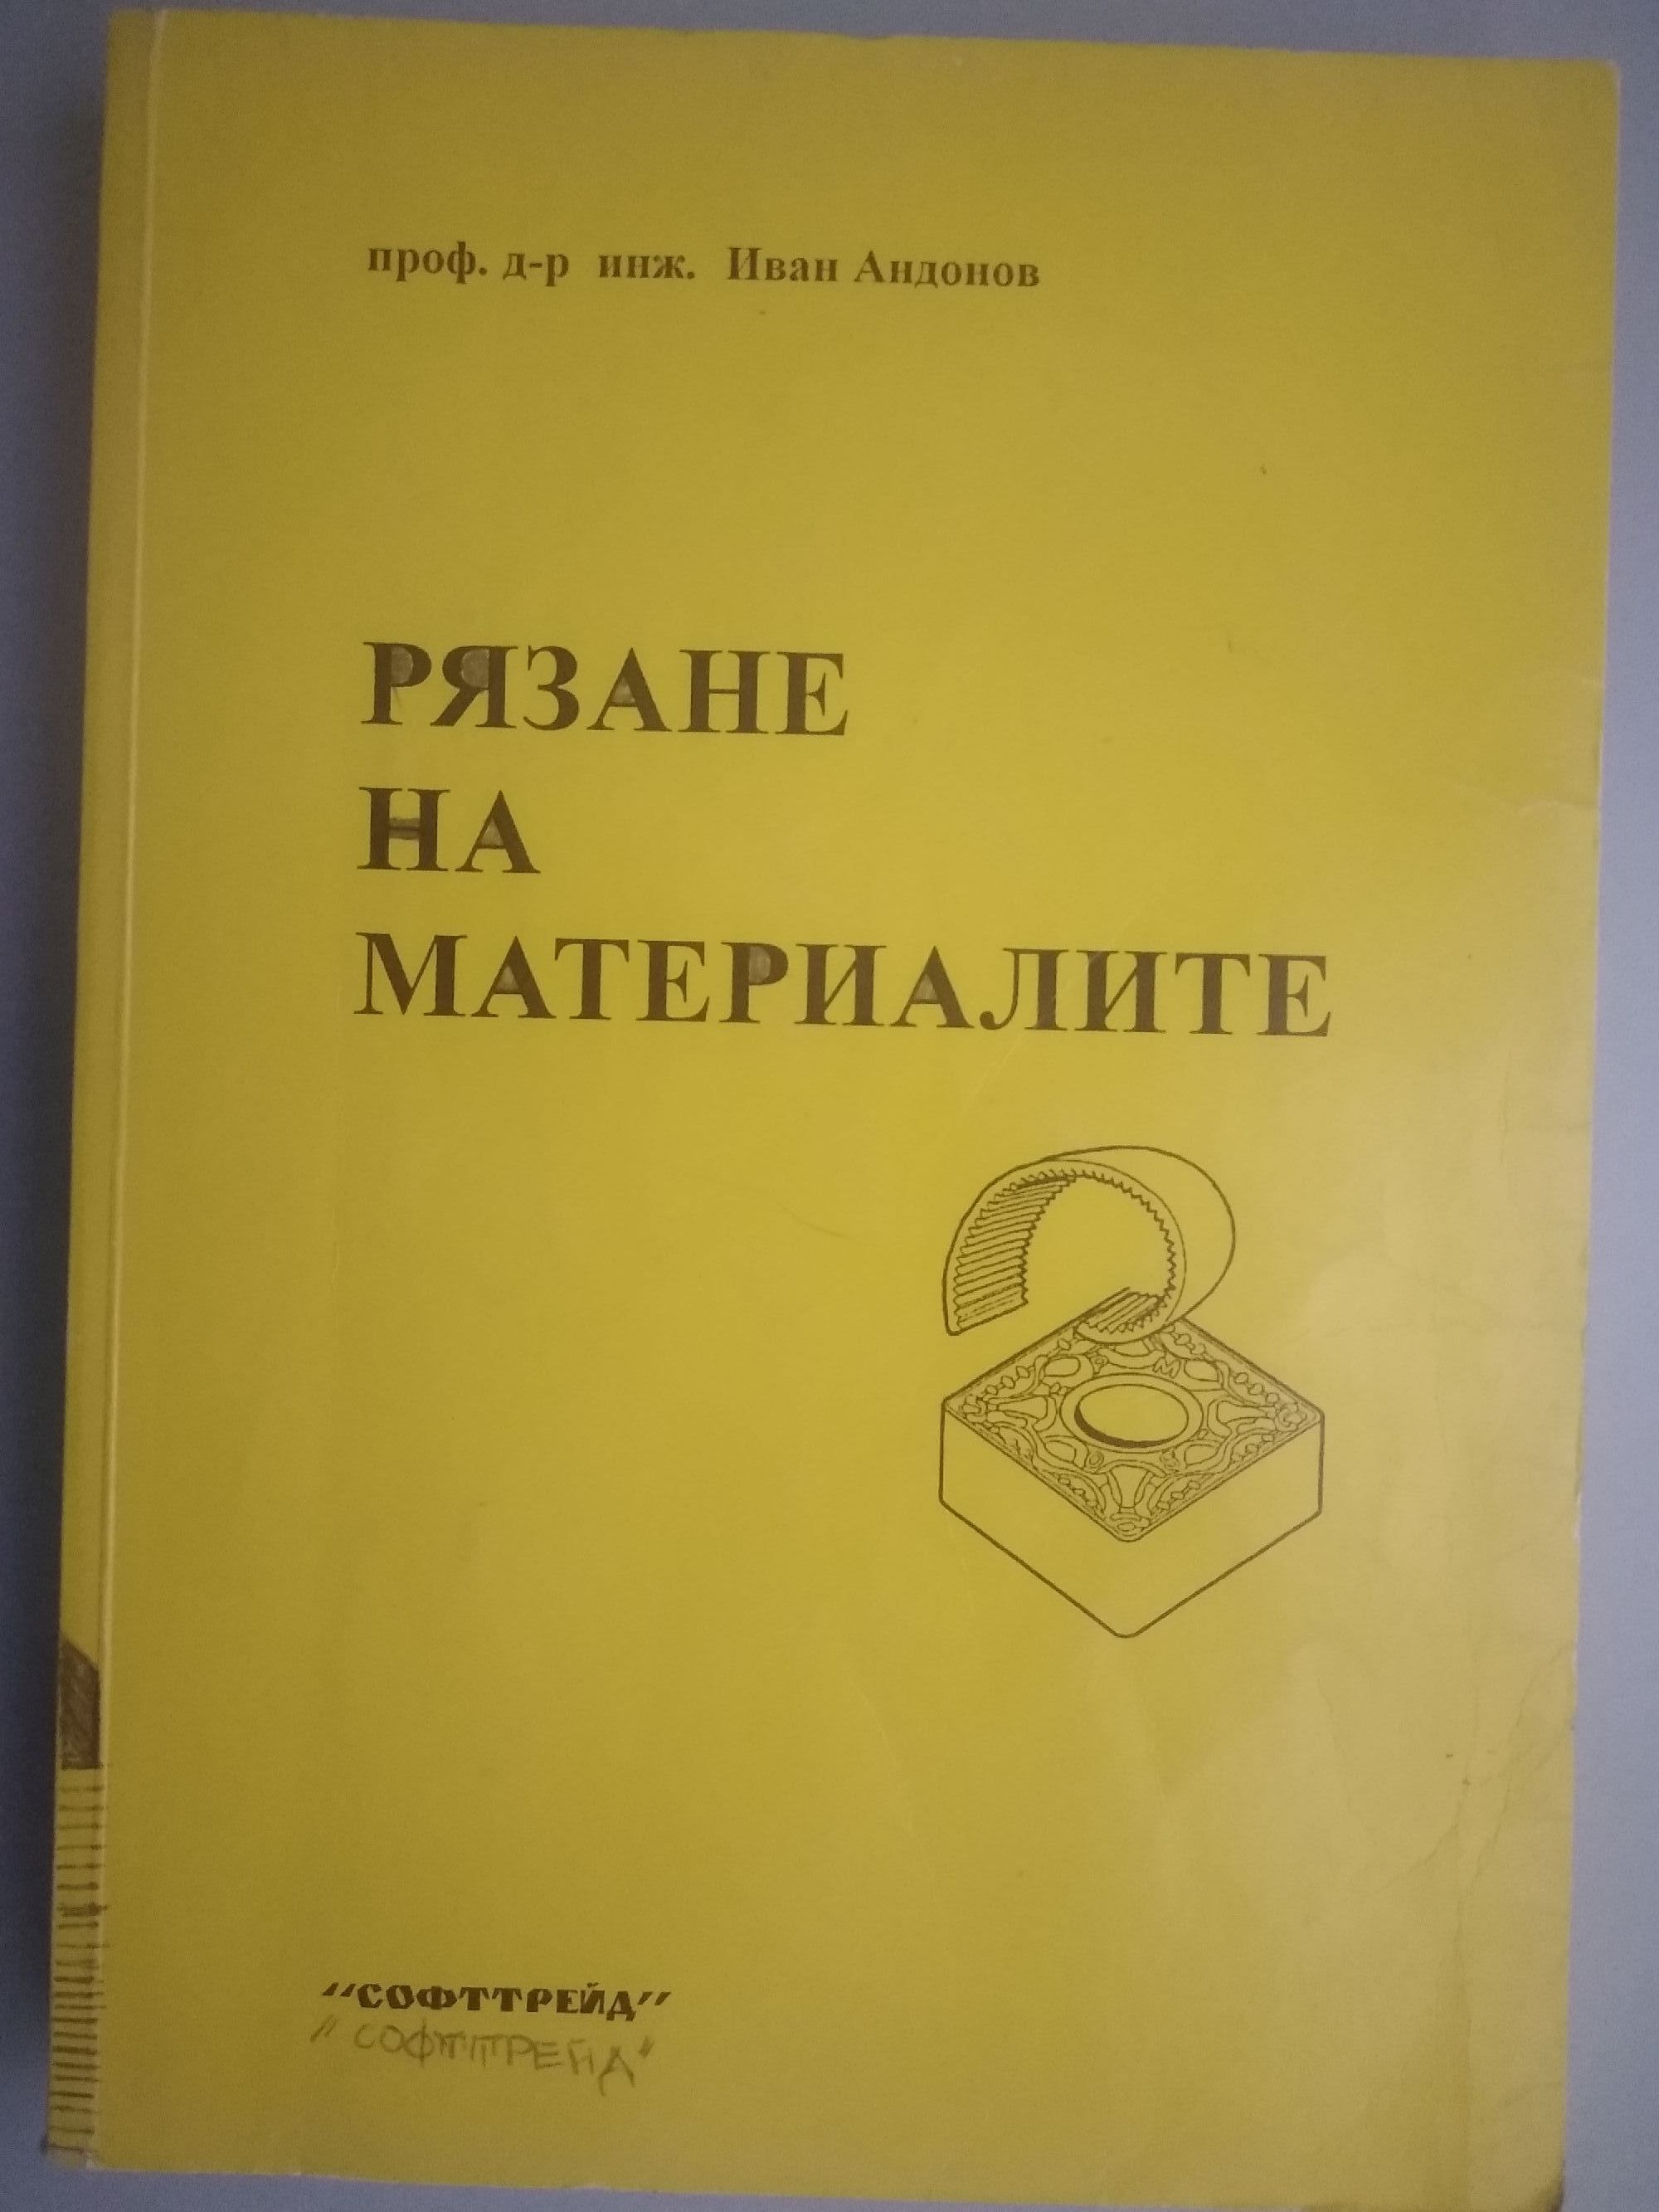 проф. д-р инж. Иван Андонов
РЯЗАНЕ
НА
МАТЕРИАЛИТЕ
М
"СОФТТРЕЙД"
"СОФТТРЕЙД"